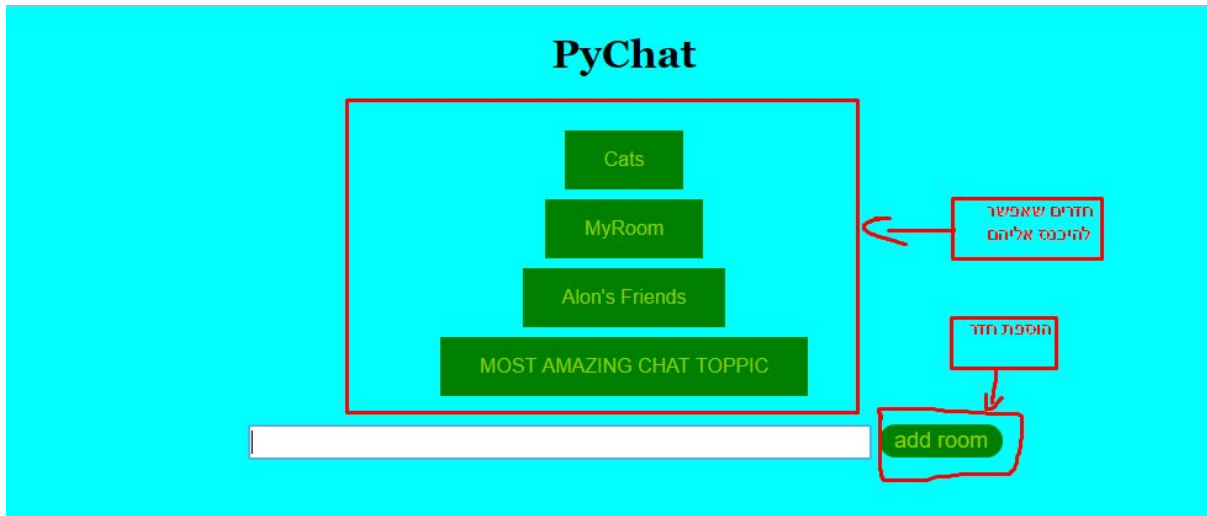 PyChat
Cats
חדרים שאפשר
להיכנס אליהם
MyRoom
Alon's Friends
הוספת חדר
MOST AMAZING CHAT TOPPIC
add room